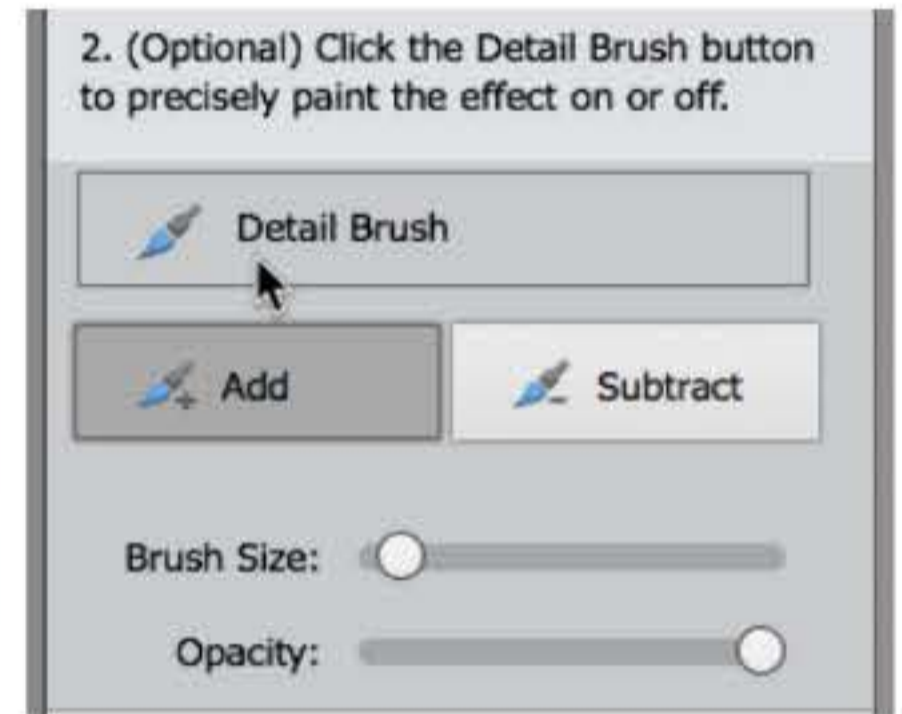 2. (Optional) Click the Detail Brush button
to precisely paint the effect on or off.
Detail Brush
Add
Subtract
Brush Size:
Opacity: